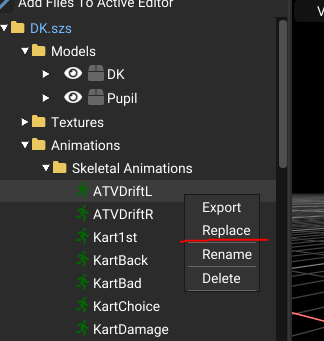 Add Files To Active Editor
DK.szs
Models
DK
Pupil
Textures
Animations
Skeletal Animations
ATVDriftL
ATVDriftR
Kart1st
KartBack
KartBad
KartChoice
KartDamage
Export
Replace
Rename
Delete